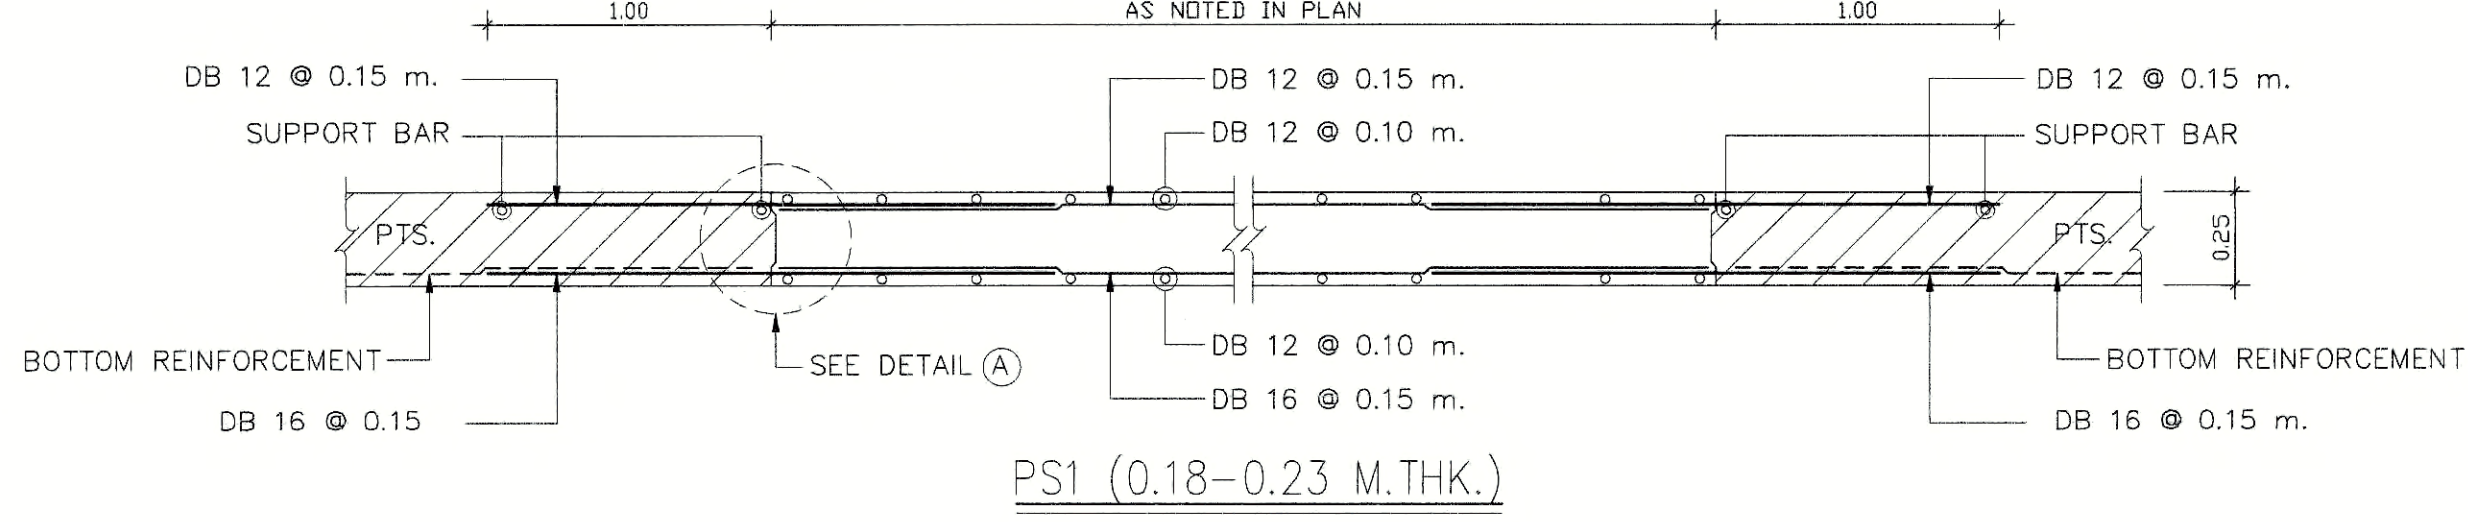 1.00 AS NOTED IN PLAN 1.00
DB 12 @ 0.15 m. DB 12 @ 0.15 m. DB 12 @ 0.15 m.
SUPPORT BAR DB 12 @ 0.10 m. SUPPORT BAR
PTS. PTS. 0.25
BOTTOM REINFORCEMENT SEE DETAIL A DB 12 @ 0.10 m. BOTTOM REINFORCEMENT
DB 16 @ 0.15 DB 16 @ 0.15 m. DB 16 @ 0.15 m.
PS1 (0.18-0.23 M.THK.)